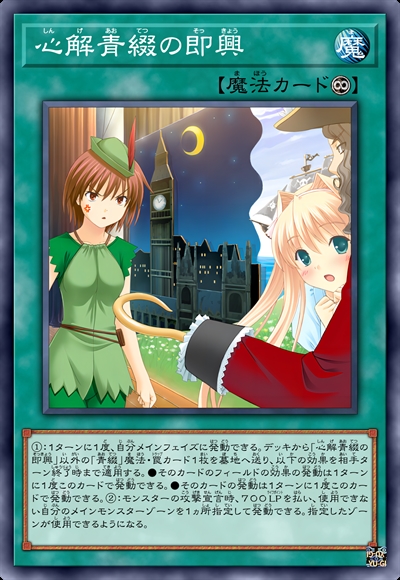 心解青綴の即興
【魔法カード】
①：1ターンに1度、自分メインフェイズに発動できる。デッキから「心解青綴の
即興」以外の「青綴」魔法・罠カード1枚を墓地へ送り、以下の効果を相手タ
ーン終了時まで適用する。●そのカードのフィールドの効果の発動は1ターン
に1度このカードで発動できる。●そのカードの発動は1ターンに1度このカー
ドで発動できる。②：モンスターの攻撃宣言時、700LPを払い、使用できな
い自分のメインモンスターゾーンを1ヵ所指定して発動できる。指定したゾー
ンが使用できるようになる。